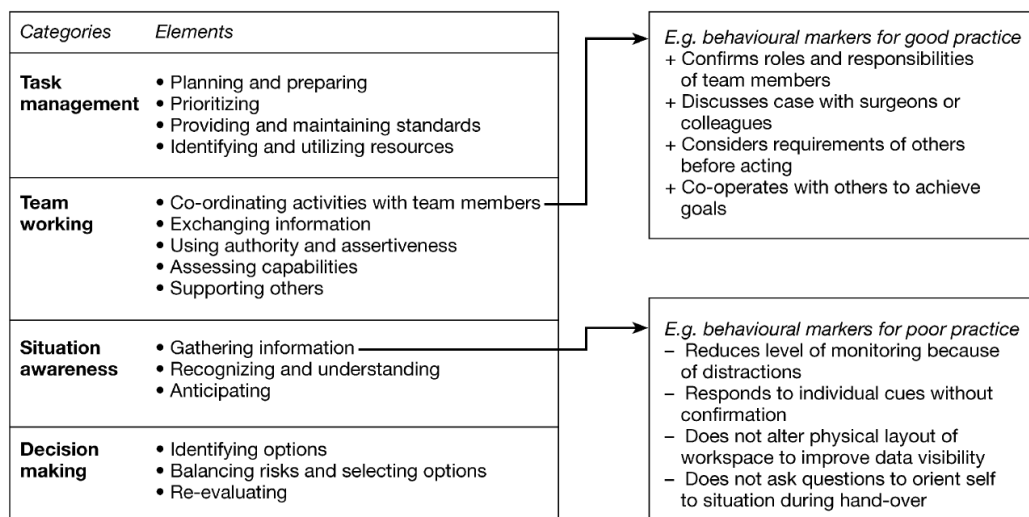 Categories Elements
Task management
• Planning and preparing
• Prioritizing
• Providing and maintaining standards
• Identifying and utilizing resources
Team working
• Co-ordinating activities with team members
• Exchanging information
• Using authority and assertiveness
• Assessing capabilities
• Supporting others
Situation awareness
• Gathering information
• Recognizing and understanding
• Anticipating
Decision making
• Identifying options
• Balancing risks and selecting options
• Re-evaluating
E.g. behavioural markers for good practice
+ Confirms roles and responsibilities
of team members
+ Discusses case with surgeons or
colleagues
+ Considers requirements of others
before acting
+ Co-operates with others to achieve
goals
E.g. behavioural markers for poor practice
– Reduces level of monitoring because
of distractions
– Responds to individual cues without
confirmation
– Does not alter physical layout of
workspace to improve data visibility
– Does not ask questions to orient self
to situation during hand-over